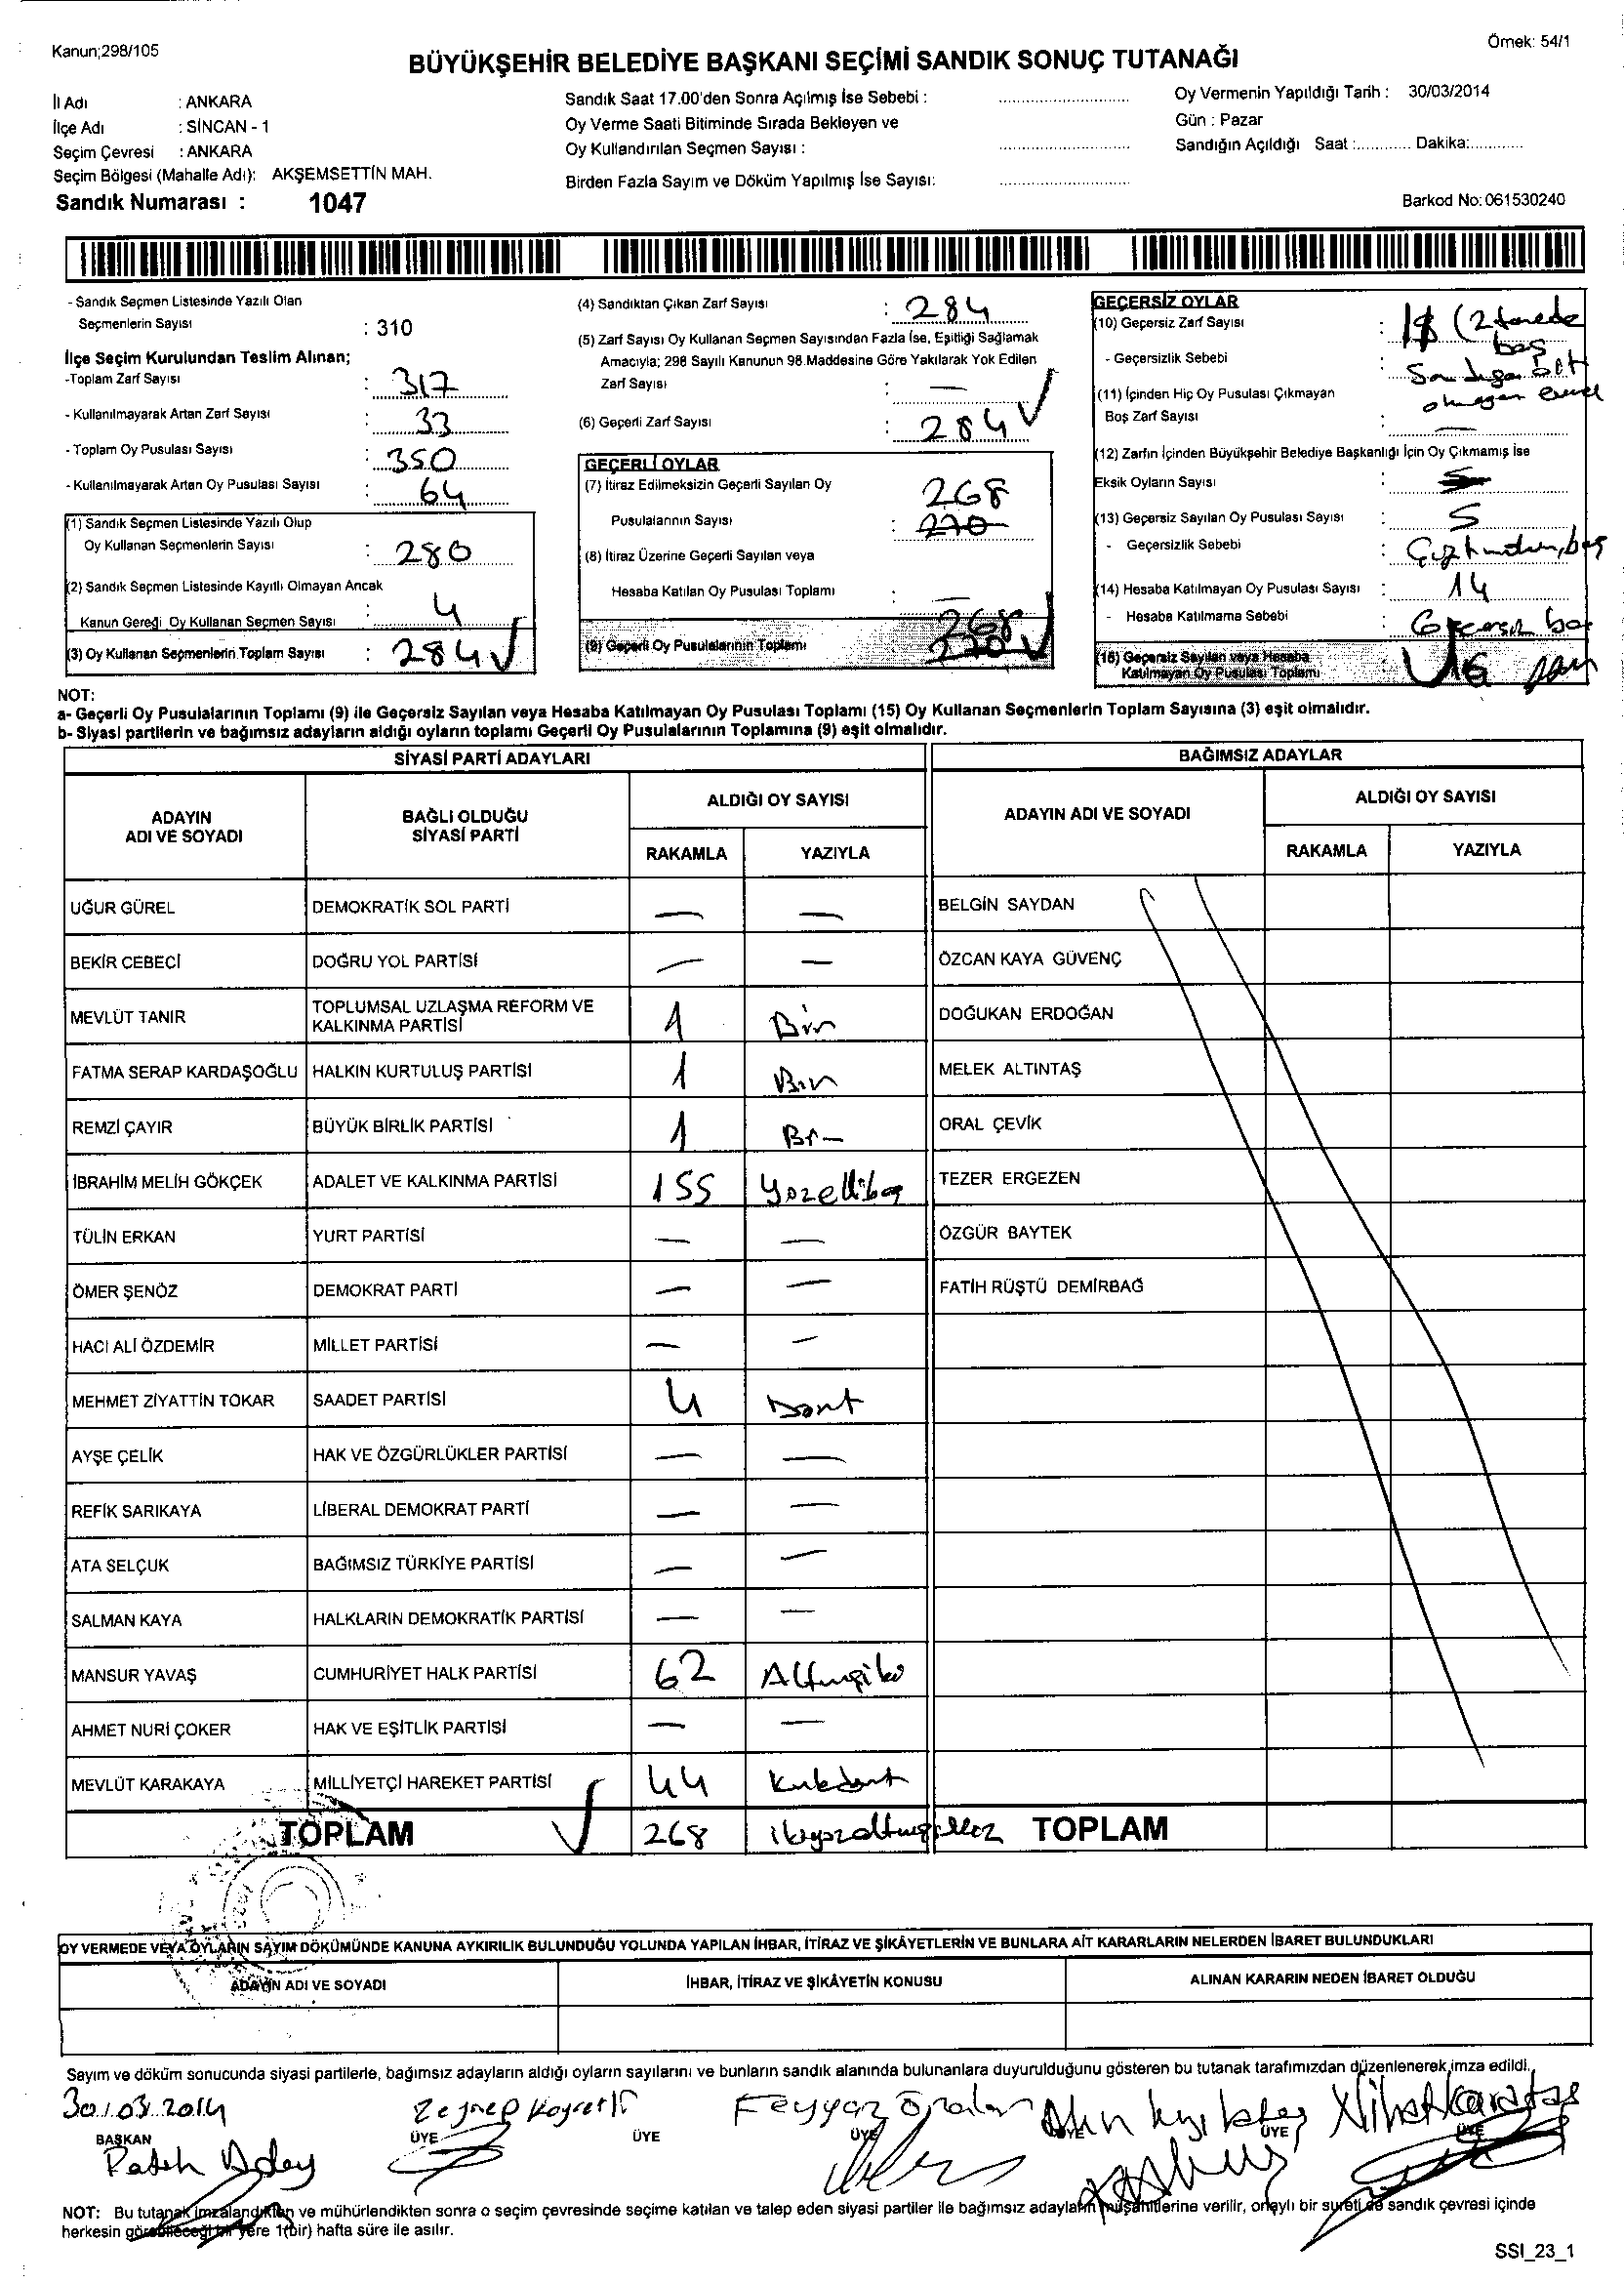 Kanun;298/105
Örnek: 54/1
BÜYÜKŞEHİR BELEDİYE BAŞKANI SEÇİMİ SANDIK SONUÇ TUTANAĞI
İl Adı : ANKARA
İlçe Adı : SİNCAN - 1
Seçim Çevresi : ANKARA
Seçim Bölgesi (Mahalle Adı): AKŞEMSETTİN MAH.
Sandık Numarası : 1047
Sandık Saat 17.00'den Sonra Açılmış İse Sebebi :
Oy Verme Saati Bitiminde Sırada Bekleyen ve
Oy Kullandırılan Seçmen Sayısı :
Birden Fazla Sayım ve Döküm Yapılmış İse Sayısı:
Oy Vermenin Yapıldığı Tarih : 30/03/2014
Gün : Pazar
Sandığın Açıldığı Saat :............ Dakika:............
Barkod No:061530240
- Sandık Seçmen Listesinde Yazılı Olan
Seçmenlerin Sayısı : 310
İlçe Seçim Kurulundan Teslim Alınan;
-Toplam Zarf Sayısı : 317
- Kullanılmayarak Artan Zarf Sayısı : 33
- Toplam Oy Pusulası Sayısı : 350
- Kullanılmayarak Artan Oy Pusulası Sayısı : 64
(1) Sandık Seçmen Listesinde Yazılı Olup
Oy Kullanan Seçmenlerin Sayısı : 280
(2) Sandık Seçmen Listesinde Kayıtlı Olmayan Ancak
Kanun Gereği Oy Kullanan Seçmen Sayısı : 4
(3) Oy Kullanan Seçmenlerin Toplam Sayısı : 284
(4) Sandıktan Çıkan Zarf Sayısı : 284
(5) Zarf Sayısı Oy Kullanan Seçmen Sayısından Fazla İse, Eşitliği Sağlamak
Amacıyla; 298 Sayılı Kanunun 98.Maddesine Göre Yakılarak Yok Edilen
Zarf Sayısı : —
(6) Geçerli Zarf Sayısı : 284
GEÇERLİ OYLAR
(7) İtiraz Edilmeksizin Geçerli Sayılan Oy
Pusulalarının Sayısı : 268
270
(8) İtiraz Üzerine Geçerli Sayılan veya
Hesaba Katılan Oy Pusulası Toplamı : —
(9) Geçerli Oy Pusulalarının Toplamı 268
270
GEÇERSİZ OYLAR
(10) Geçersiz Zarf Sayısı :
- Geçersizlik Sebebi :
(11) İçinden Hiç Oy Pusulası Çıkmayan
Boş Zarf Sayısı —
(12) Zarfın İçinden Büyükşehir Belediye Başkanlığı İçin Oy Çıkmamış İse
Eksik Oyların Sayısı :
(13) Geçersiz Sayılan Oy Pusulası Sayısı : 5
- Geçersizlik Sebebi :
(14) Hesaba Katılmayan Oy Pusulası Sayısı : 14
- Hesaba Katılmama Sebebi :
(15) Geçersiz Sayılan veya Hesaba
Katılmayan Oy Pusulası Toplamı : 16
NOT:
a- Geçerli Oy Pusulalarının Toplamı (9) ile Geçersiz Sayılan veya Hesaba Katılmayan Oy Pusulası Toplamı (15) Oy Kullanan Seçmenlerin Toplam Sayısına (3) eşit olmalıdır.
b- Siyasi partilerin ve bağımsız adayların aldığı oyların toplamı Geçerli Oy Pusulalarının Toplamına (9) eşit olmalıdır.
SİYASİ PARTİ ADAYLARI
ADAYIN ADI VE SOYADI
BAĞLI OLDUĞU SİYASİ PARTİ
ALDIĞI OY SAYISI
RAKAMLA YAZIYLA
UĞUR GÜREL DEMOKRATİK SOL PARTİ — —
BEKİR CEBECİ DOĞRU YOL PARTİSİ — —
MEVLÜT TANIR TOPLUMSAL UZLAŞMA REFORM VE KALKINMA PARTİSİ 1 Bir
FATMA SERAP KARDAŞOĞLU HALKIN KURTULUŞ PARTİSİ 1 Bir
REMZİ ÇAYIR BÜYÜK BİRLİK PARTİSİ 1 Bir
İBRAHİM MELİH GÖKÇEK ADALET VE KALKINMA PARTİSİ 155 Yüzellibeş
TÜLİN ERKAN YURT PARTİSİ — —
ÖMER ŞENÖZ DEMOKRAT PARTİ — —
HACI ALİ ÖZDEMİR MİLLET PARTİSİ — —
MEHMET ZİYATTİN TOKAR SAADET PARTİSİ 4 Dört
AYŞE ÇELİK HAK VE ÖZGÜRLÜKLER PARTİSİ — —
REFİK SARIKAYA LİBERAL DEMOKRAT PARTİ — —
ATA SELÇUK BAĞIMSIZ TÜRKİYE PARTİSİ — —
SALMAN KAYA HALKLARIN DEMOKRATİK PARTİSİ — —
MANSUR YAVAŞ CUMHURİYET HALK PARTİSİ 62 Altmışiki
AHMET NURİ ÇOKER HAK VE EŞİTLİK PARTİSİ — —
MEVLÜT KARAKAYA MİLLİYETÇİ HAREKET PARTİSİ 44 Kırkdört
TOPLAM 268 ikiyüzaltmışsekiz
BAĞIMSIZ ADAYLAR
ADAYIN ADI VE SOYADI
ALDIĞI OY SAYISI
RAKAMLA YAZIYLA
BELGİN SAYDAN
ÖZCAN KAYA GÜVENÇ
DOĞUKAN ERDOĞAN
MELEK ALTINTAŞ
ORAL ÇEVİK
TEZER ERGEZEN
ÖZGÜR BAYTEK
FATİH RÜŞTÜ DEMİRBAĞ
TOPLAM
OY VERMEDE VEYA OYLARIN SAYIM DÖKÜMÜNDE KANUNA AYKIRILIK BULUNDUĞU YOLUNDA YAPILAN İHBAR, İTİRAZ VE ŞİKÂYETLERİN VE BUNLARA AİT KARARLARIN NELERDEN İBARET BULUNDUKLARI
ADAYIN ADI VE SOYADI İHBAR, İTİRAZ VE ŞİKÂYETİN KONUSU ALINAN KARARIN NEDEN İBARET OLDUĞU
Sayım ve döküm sonucunda siyasi partilerle, bağımsız adayların aldığı oyların sayılarını ve bunların sandık alanında bulunanlara duyurulduğunu gösteren bu tutanak tarafımızdan düzenlenerek imza edildi.
30/03/2014 Zeynep Feyyaz
BAŞKAN ÜYE ÜYE ÜYE ÜYE ÜYE ÜYE
NOT: Bu tutanak imzalandıktan ve mühürlendikten sonra o seçim çevresinde seçime katılan ve talep eden siyasi partiler ile bağımsız adayların müşahitlerine verilir, onaylı bir sureti de sandık çevresi içinde
herkesin görebileceği bir yere 1(bir) hafta süre ile asılır.
SSI_23_1